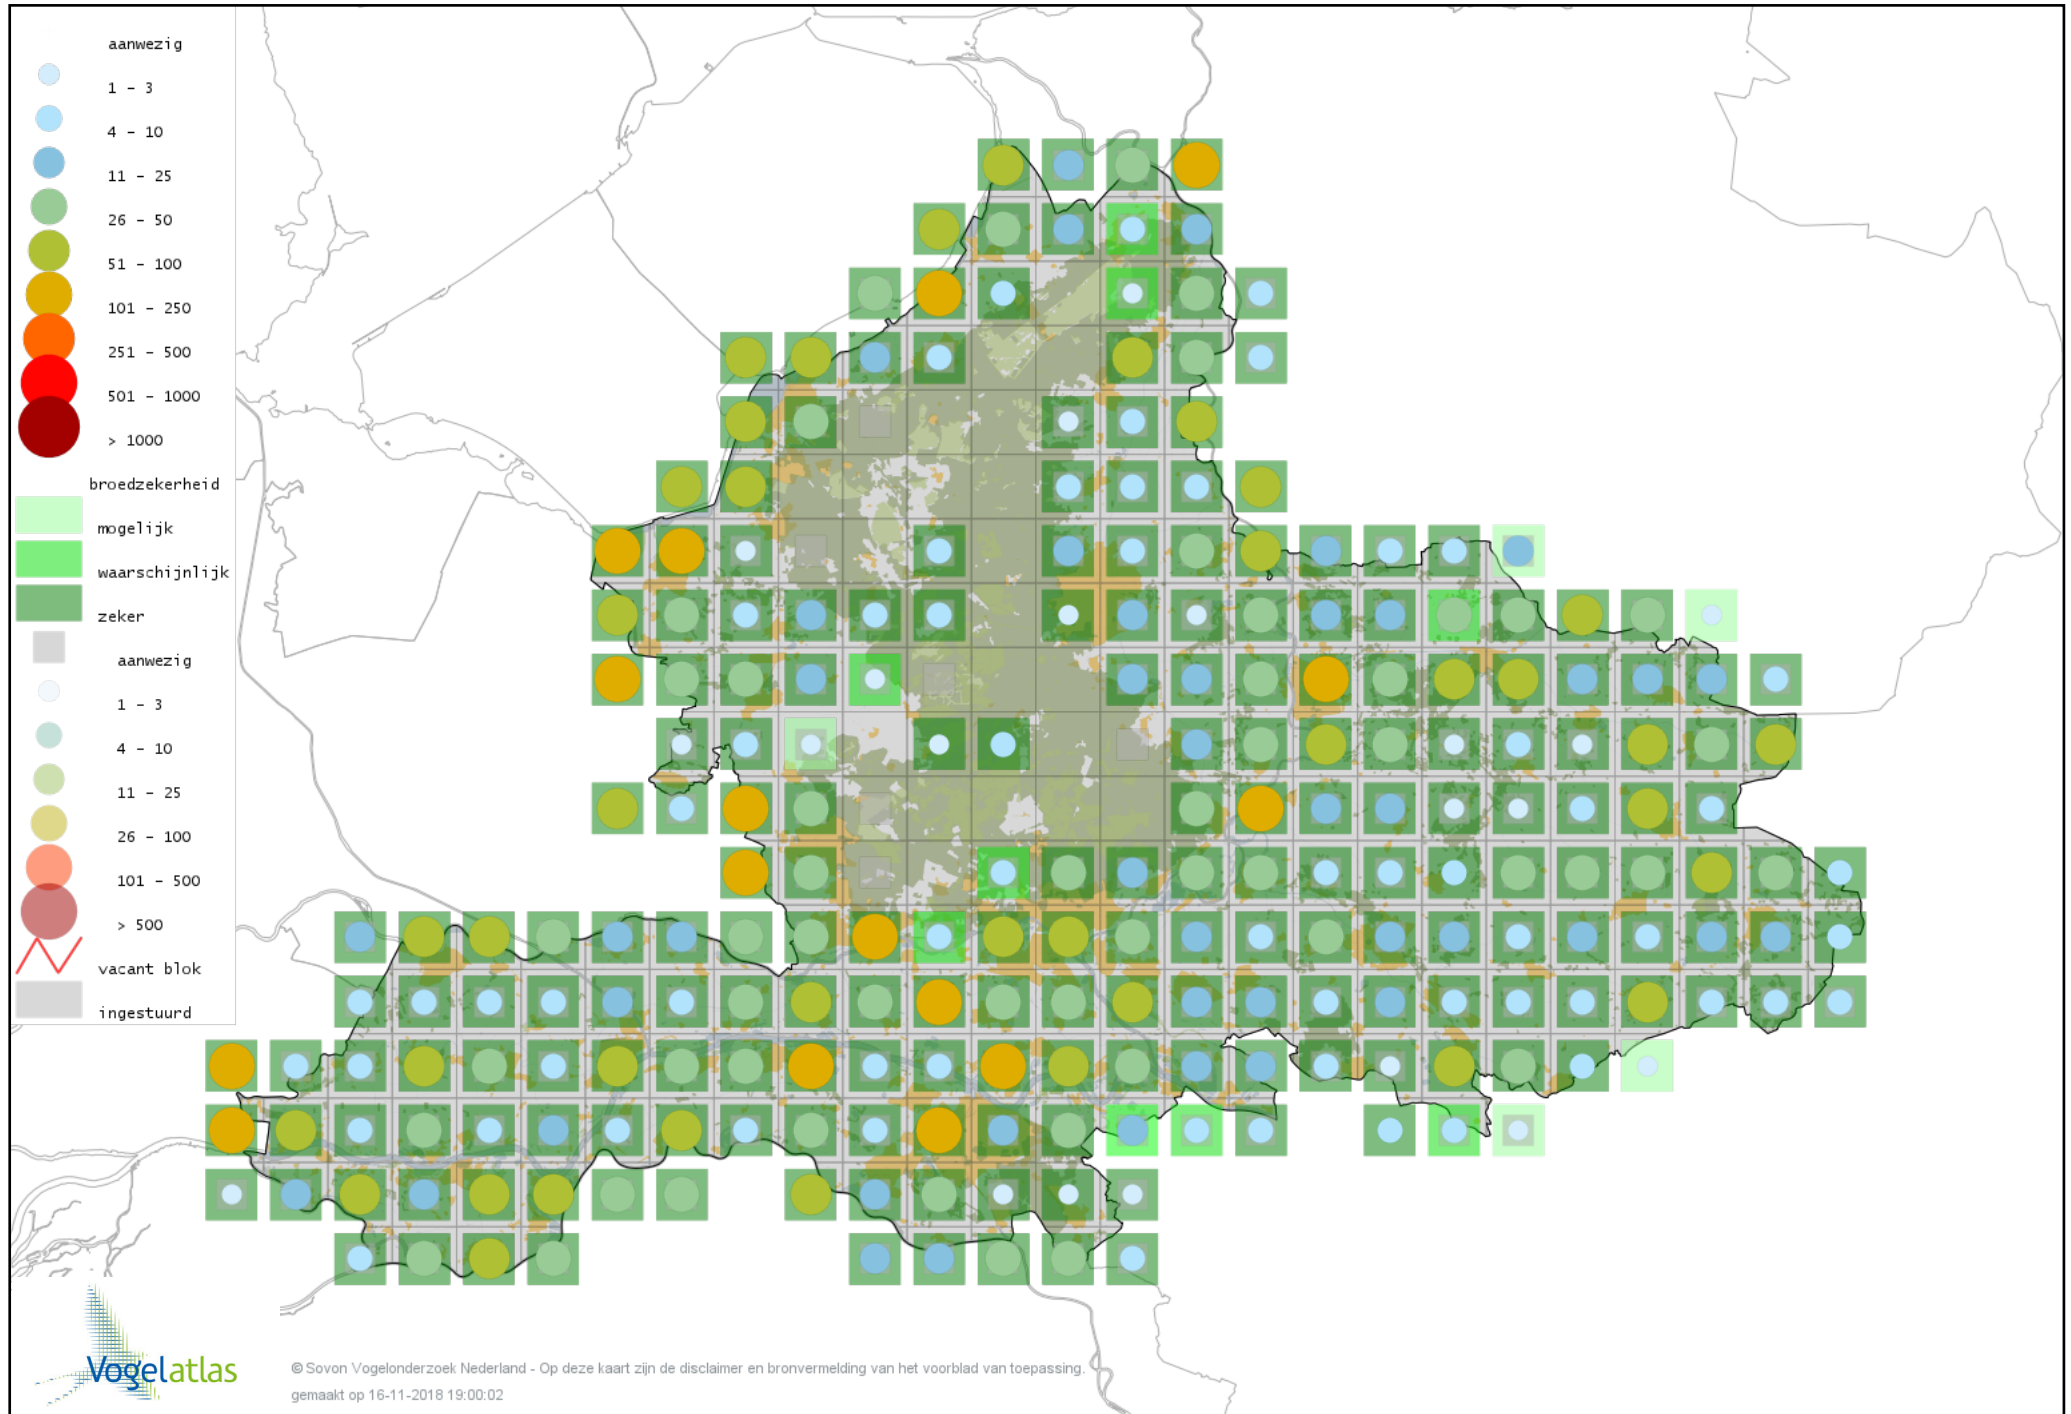 aanwezig
1 - 3
4 - 10
11 - 25
26 - 50
51 - 100
101 - 250
251 - 500
501 - 1000
> 1000
broedzekerheid
mogelijk
waarschijnlijk
zeker
aanwezig
1 - 3
4 - 10
11 - 25
26 - 100
101 - 500
> 500
vacant blok
ingestuurd
Vogelatlas
© Sovon Vogelonderzoek Nederland - Op deze kaart zijn de disclaimer en bronvermelding van het voorblad van toepassing.
gemaakt op 16-11-2018 19:00:02